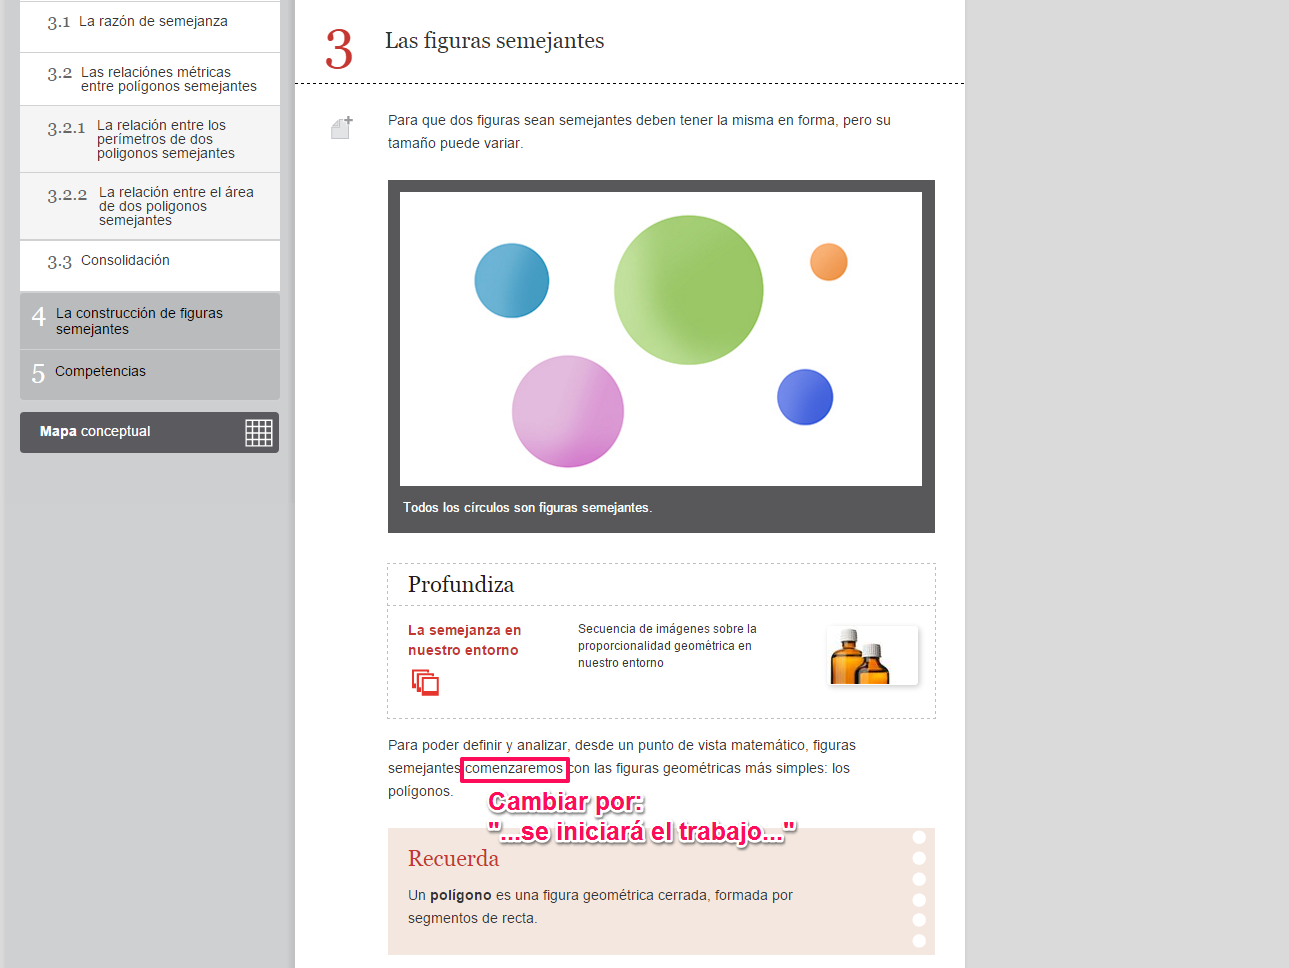 3.1 La razón de semejanza
3.2 Las relaciónes métricas
entre polígonos semejantes
3.2.1 La relación entre los
perímetros de dos
poligonos semejantes
3.2.2 La relación entre el área
de dos poligonos
semejantes
3.3 Consolidación
4 La construcción de figuras
semejantes
5 Competencias
Mapa conceptual
3 Las figuras semejantes
Para que dos figuras sean semejantes deben tener la misma en forma, pero su
tamaño puede variar.
Todos los círculos son figuras semejantes.
Profundiza
La semejanza en
nuestro entorno
Secuencia de imágenes sobre la
proporcionalidad geométrica en
nuestro entorno
Para poder definir y analizar, desde un punto de vista matemático, figuras
semejantes comenzaremos con las figuras geométricas más simples: los
polígonos.
Cambiar por:
"...se iniciará el trabajo..."
Recuerda
Un polígono es una figura geométrica cerrada, formada por
segmentos de recta.